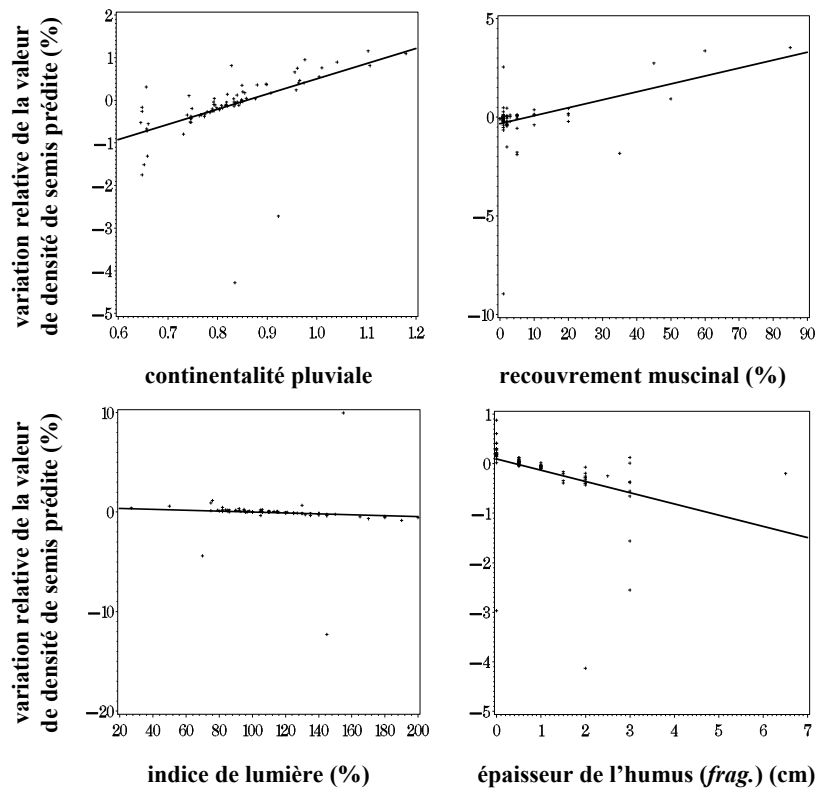 variation relative de la valeur
de densité de semis prédite (%)
2
1
0
−1
−2
−3
−4
−5
0.6 0.7 0.8 0.9 1.0 1.1 1.2
continentalité pluviale
5
0
−5
−10
0 10 20 30 40 50 60 70 80 90
recouvrement muscinal (%)
variation relative de la valeur
de densité de semis prédite (%)
10
0
−10
−20
20 40 60 80 100 120 140 160 180 200
indice de lumière (%)
1
0
−1
−2
−3
−4
−5
0 1 2 3 4 5 6 7
épaisseur de l’humus (frag.) (cm)